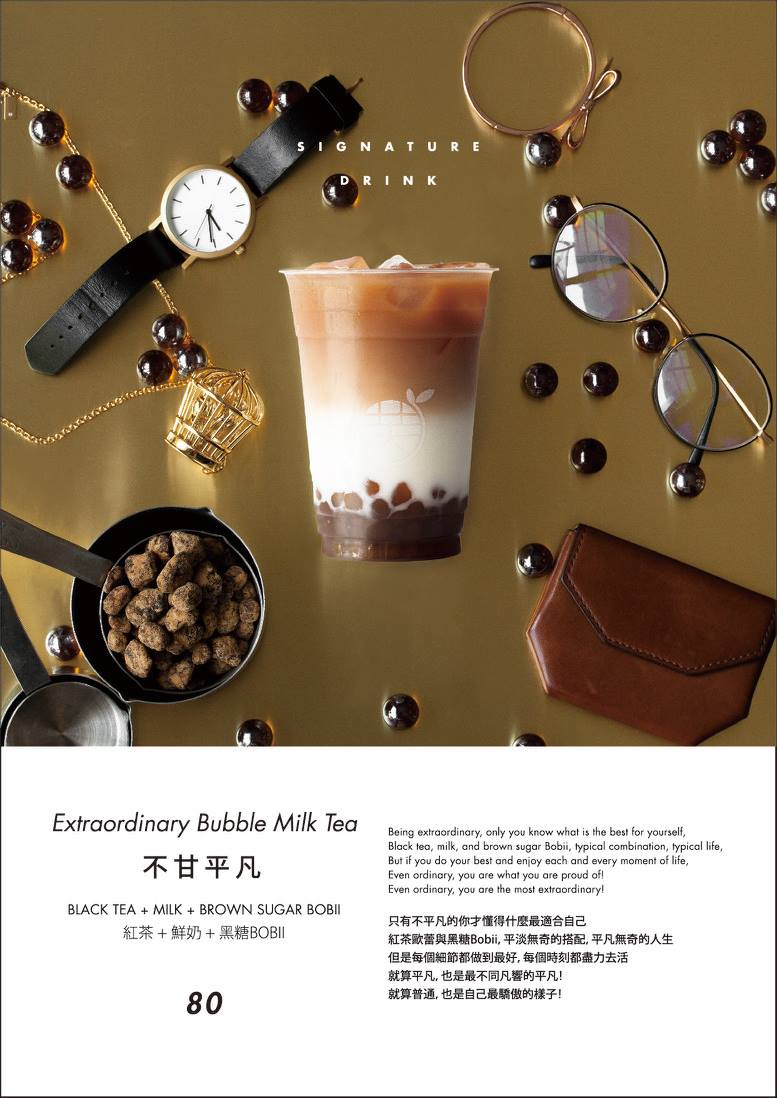 SIGNATURE
DRINK
Extraordinary Bubble Milk Tea
不甘平凡
BLACK TEA + MILK + BROWN SUGAR BOBII
紅茶 + 鮮奶 + 黑糖BOBII
80
Being extraordinary, only you know what is the best for yourself,
Black tea, milk, and brown sugar Bobii, typical combination, typical life,
But if you do your best and enjoy each and every moment of life,
Even ordinary, you are what you are proud of!
Even ordinary, you are the most extraordinary!
只有不平凡的你才懂得什麼最適合自己
紅茶歐蕾與黑糖Bobii, 平淡無奇的搭配, 平凡無奇的人生
但是每個細節都做到最好, 每個時刻都盡力去活
就算平凡, 也是最不同凡響的平凡!
就算普通, 也是自己最驕傲的樣子!